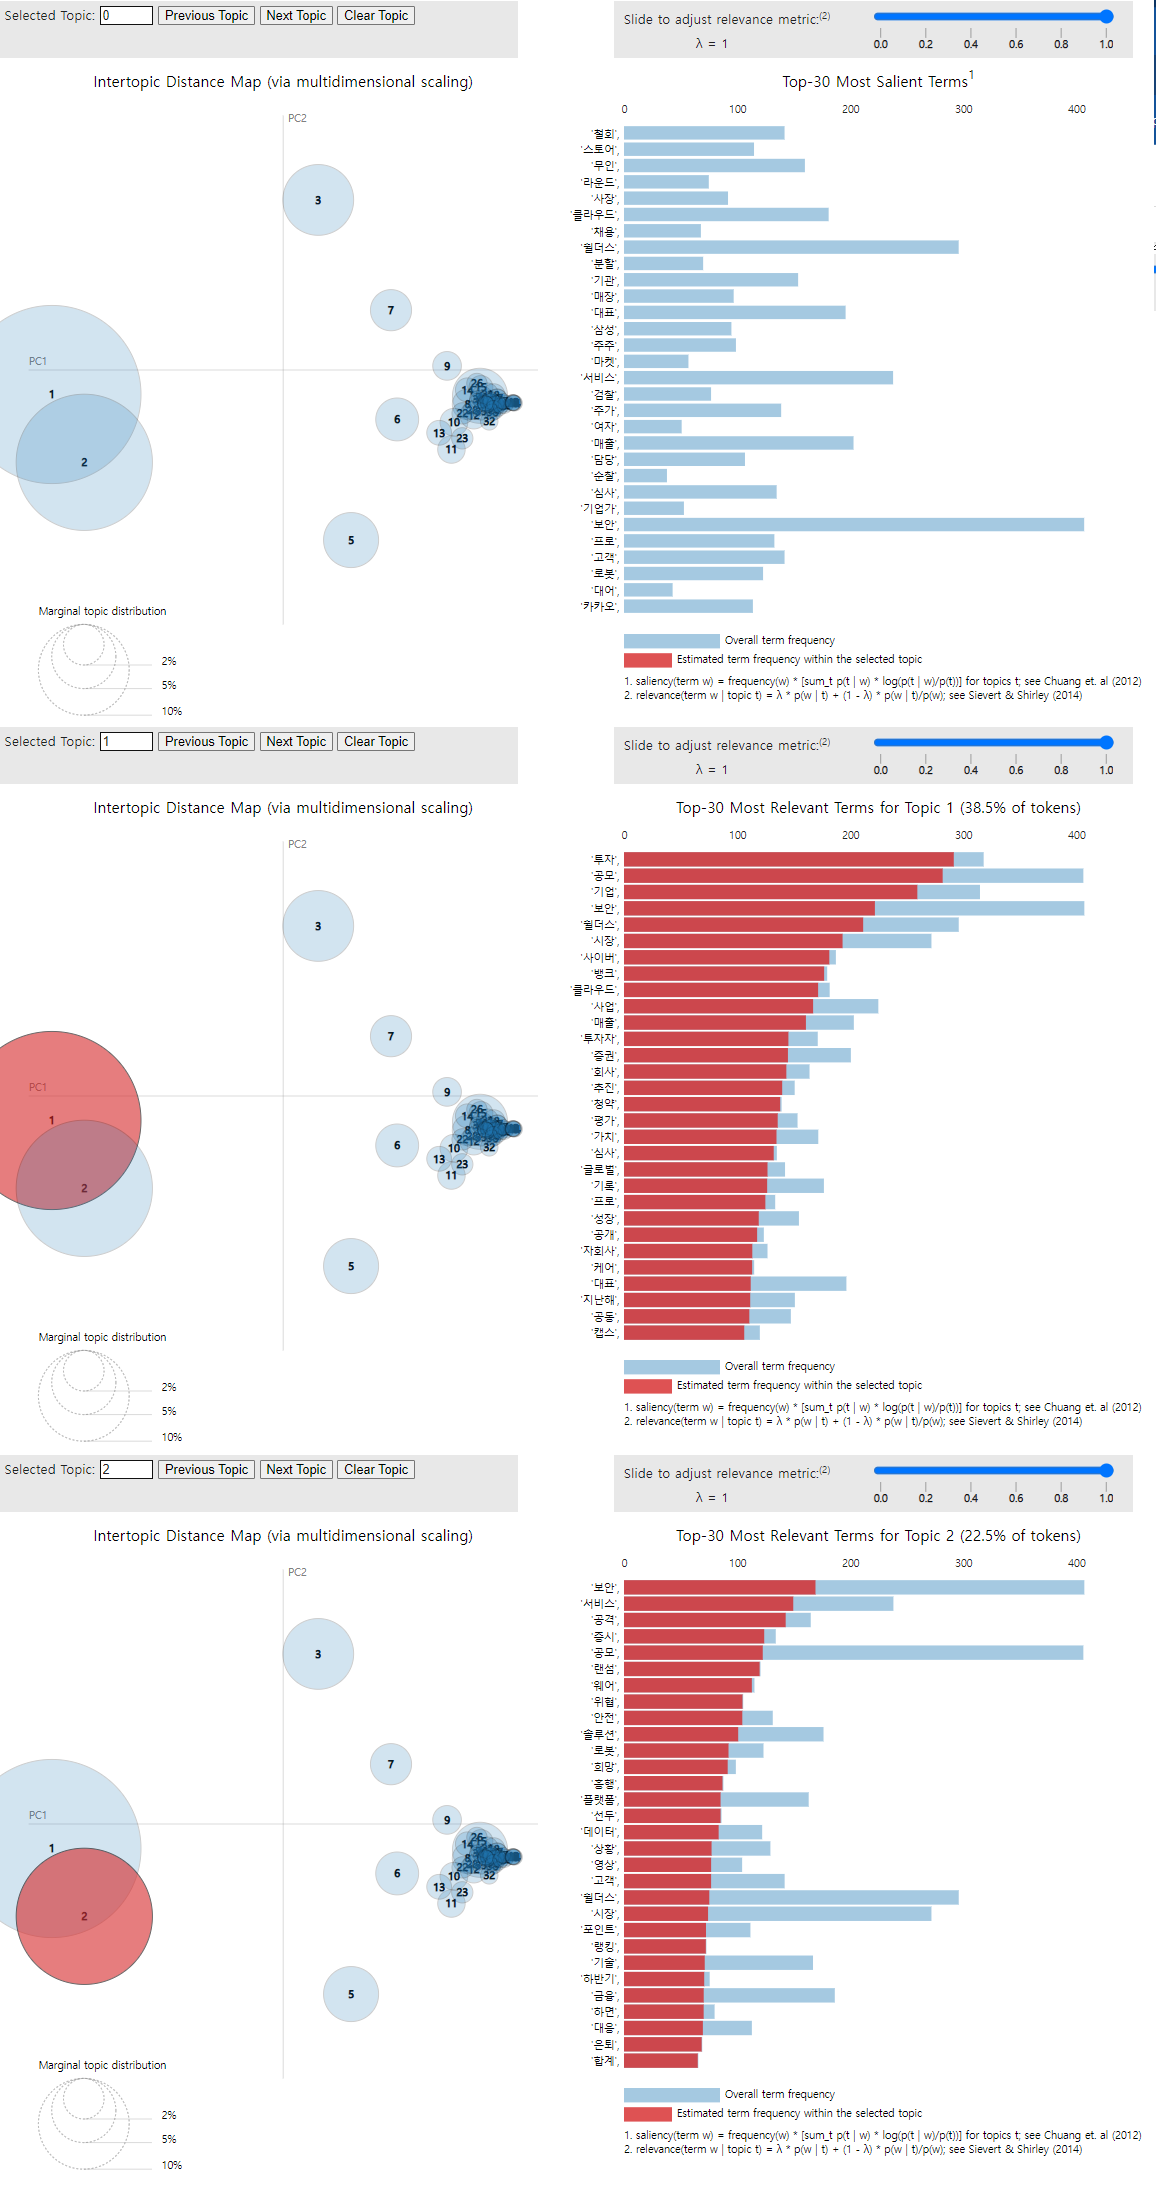 Selected Topic: 0 Previous Topic Next Topic Clear Topic
Slide to adjust relevance metric:(2)
λ = 1
0.0 0.2 0.4 0.6 0.8 1.0
Intertopic Distance Map (via multidimensional scaling)
PC2
PC1
3
7
9
1
2
6
5
26
14
15
8
22
12
10
32
13
23
11
Marginal topic distribution
2%
5%
10%
Top-30 Most Salient Terms1
0 100 200 300 400
'철회',
'스토어',
'무인',
'라운드',
'사장',
'클라우드',
'채용',
'쉴더스',
'분할',
'기관',
'매장',
'대표',
'삼성',
'주주',
'마켓',
'서비스',
'검찰',
'주가',
'여자',
'매출',
'담당',
'순찰',
'심사',
'기업가',
'보안',
'프로',
'고객',
'로봇',
'대어',
'카카오',
Overall term frequency
Estimated term frequency within the selected topic
1. saliency(term w) = frequency(w) * [sum_t p(t | w) * log(p(t | w)/p(t))] for topics t; see Chuang et. al (2012)
2. relevance(term w | topic t) = λ * p(w | t) + (1 - λ) * p(w | t)/p(w); see Sievert & Shirley (2014)
Selected Topic: 1 Previous Topic Next Topic Clear Topic
Slide to adjust relevance metric:(2)
λ = 1
0.0 0.2 0.4 0.6 0.8 1.0
Intertopic Distance Map (via multidimensional scaling)
PC2
PC1
3
7
9
1
2
6
5
26
14
15
8
22
12
10
32
13
23
11
Marginal topic distribution
2%
5%
10%
Top-30 Most Relevant Terms for Topic 1 (38.5% of tokens)
0 100 200 300 400
'투자',
'공모',
'기업',
'보안',
'쉴더스',
'시장',
'사이버',
'뱅크',
'클라우드',
'사업',
'매출',
'투자자',
'증권',
'회사',
'추진',
'청약',
'평가',
'가치',
'심사',
'글로벌',
'기록',
'프로',
'성장',
'공개',
'자회사',
'케어',
'대표',
'지난해',
'공동',
'캡스',
Overall term frequency
Estimated term frequency within the selected topic
1. saliency(term w) = frequency(w) * [sum_t p(t | w) * log(p(t | w)/p(t))] for topics t; see Chuang et. al (2012)
2. relevance(term w | topic t) = λ * p(w | t) + (1 - λ) * p(w | t)/p(w); see Sievert & Shirley (2014)
Selected Topic: 2 Previous Topic Next Topic Clear Topic
Slide to adjust relevance metric:(2)
λ = 1
0.0 0.2 0.4 0.6 0.8 1.0
Intertopic Distance Map (via multidimensional scaling)
PC2
PC1
3
7
9
1
2
6
5
26
14
15
8
22
12
10
32
13
23
11
Marginal topic distribution
2%
5%
10%
Top-30 Most Relevant Terms for Topic 2 (22.5% of tokens)
0 100 200 300 400
'보안',
'서비스',
'공격',
'증시',
'공모',
'랜섬',
'웨어',
'위협',
'안전',
'솔루션',
'로봇',
'희망',
'흥행',
'플랫폼',
'선두',
'데이터',
'상황',
'영상',
'고객',
'쉴더스',
'시장',
'포인트',
'랭킹',
'기술',
'하반기',
'금융',
'하면',
'대응',
'은퇴',
'합계',
Overall term frequency
Estimated term frequency within the selected topic
1. saliency(term w) = frequency(w) * [sum_t p(t | w) * log(p(t | w)/p(t))] for topics t; see Chuang et. al (2012)
2. relevance(term w | topic t) = λ * p(w | t) + (1 - λ) * p(w | t)/p(w); see Sievert & Shirley (2014)